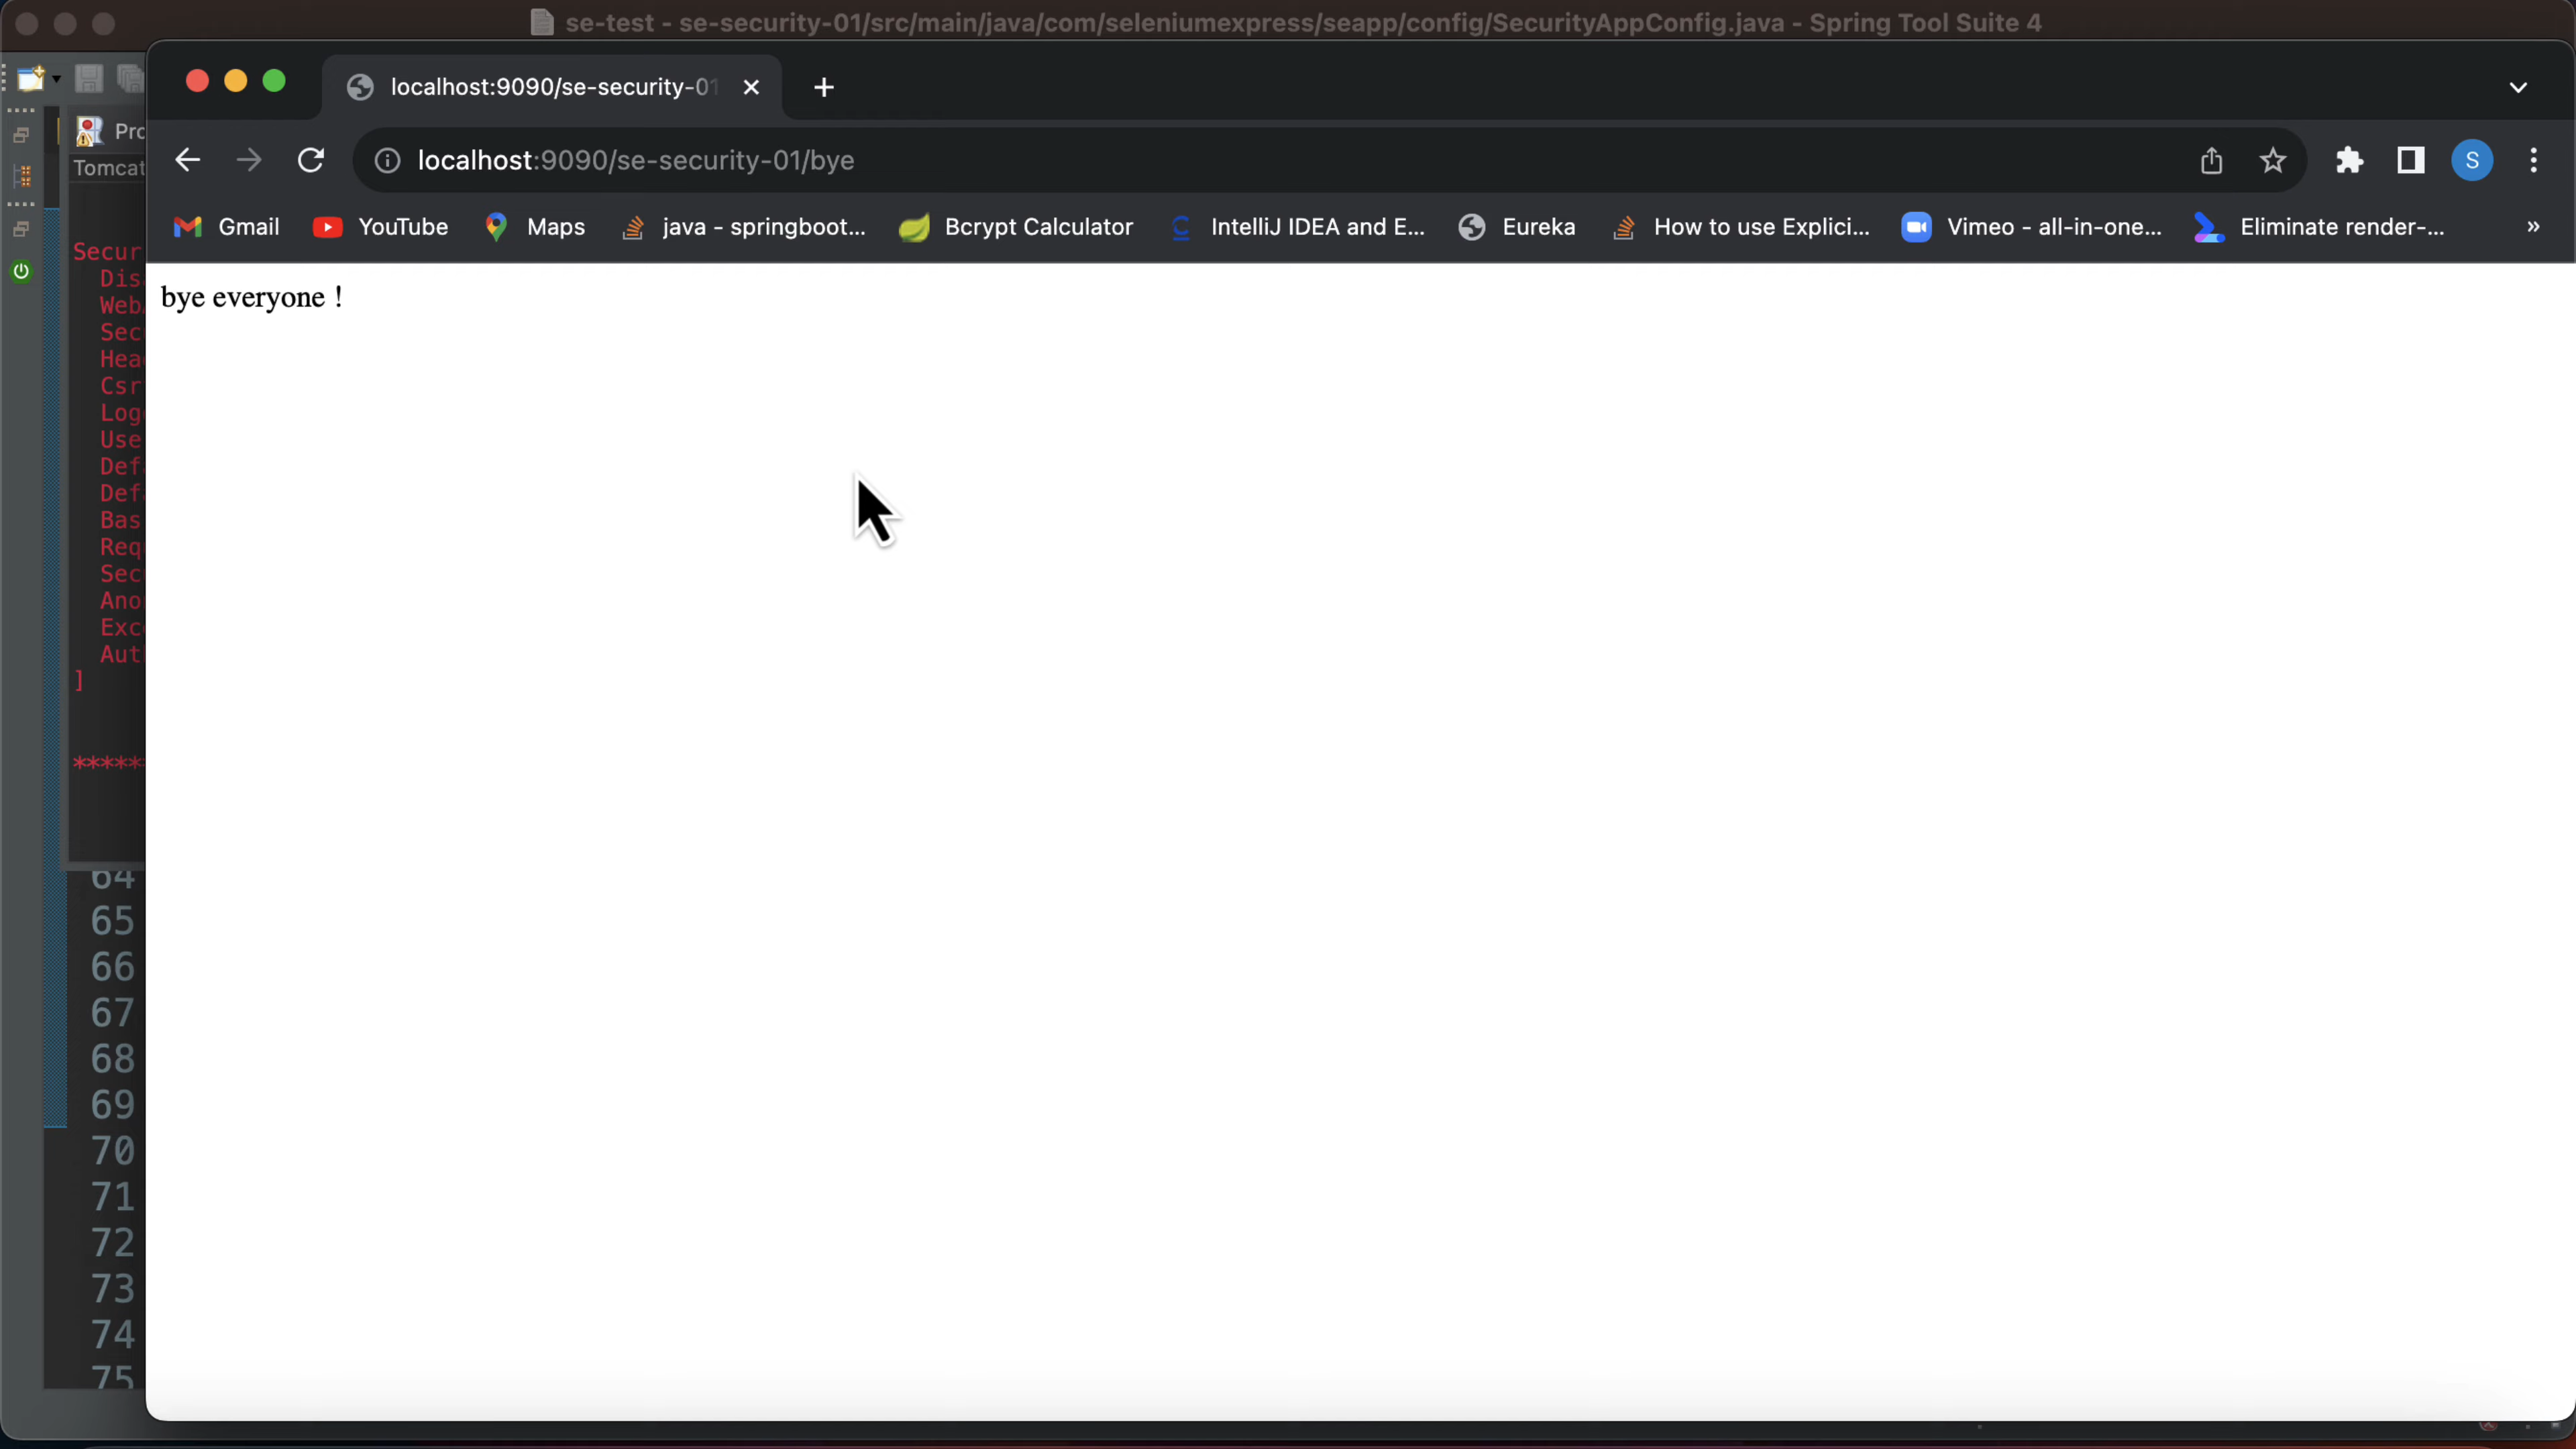 se-test - se-security-01/src/main/java/com/seleniumexpress/seapp/config/SecurityAppConfig.java - Spring Tool Suite 4
localhost:9090/se-security-01
localhost:9090/se-security-01/bye
S
Gmail
YouTube
Maps
java - springboot...
Bcrypt Calculator
IntelliJ IDEA and E...
Eureka
How to use Explici...
Vimeo - all-in-one...
Eliminate render-...
»
bye everyone !
Tomcat
]
******
64
65
66
67
68
69
70
71
72
73
74
75